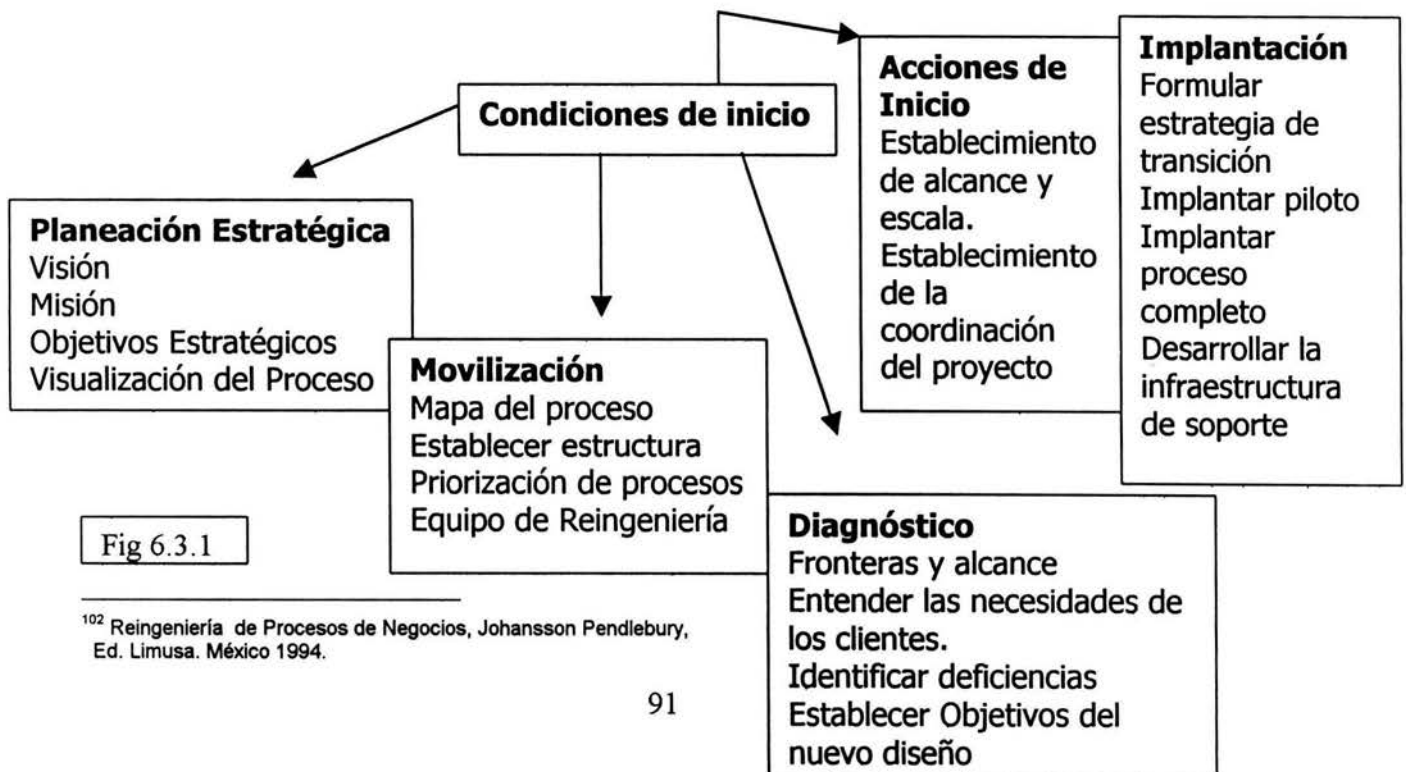 Condiciones de inicio
Planeación Estratégica
Visión
Misión
Objetivos Estratégicos
Visualización del Proceso
Movilización
Mapa del proceso
Establecer estructura
Priorización de procesos
Equipo de Reingeniería
Diagnóstico
Fronteras y alcance
Entender las necesidades de
los clientes.
Identificar deficiencias
Establecer Objetivos del
nuevo diseño
Acciones de
Inicio
Establecimiento
de alcance y
escala.
Establecimiento
de la
coordinación
del proyecto
Implantación
Formular
estrategia de
transición
Implantar piloto
Implantar
proceso
completo
Desarrollar la
infraestructura
de soporte
Fig 6.3.1
102 Reingeniería de Procesos de Negocios, Johansson Pendlebury,
Ed. Limusa. México 1994.
91